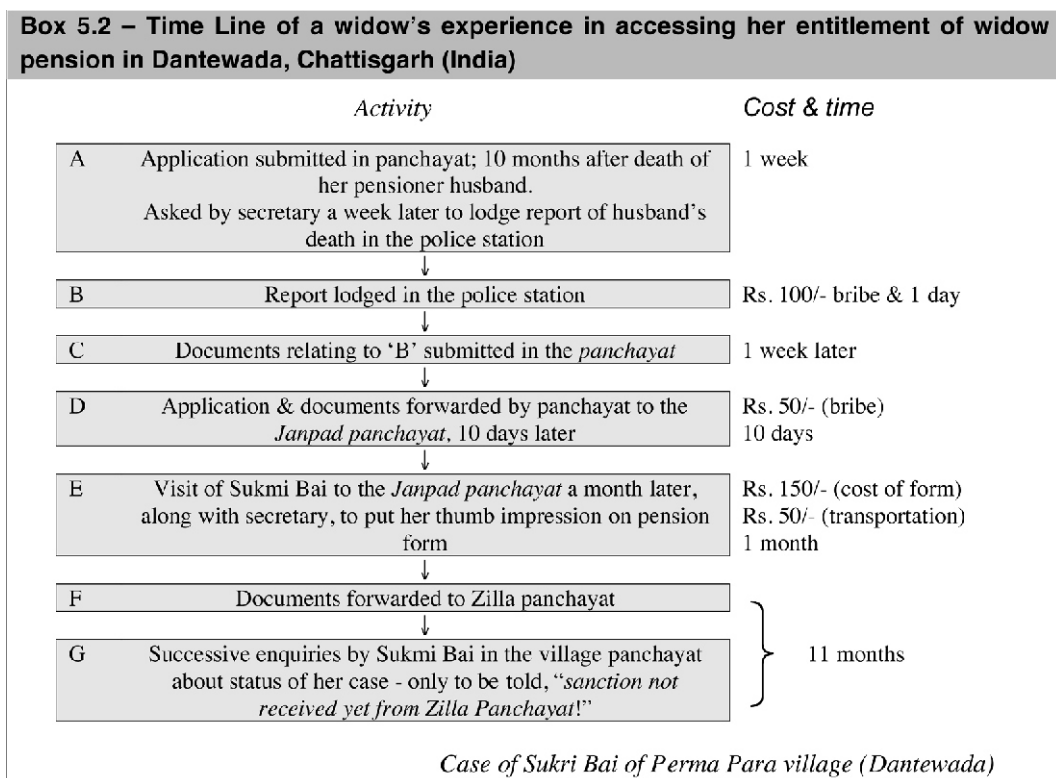 Box 5.2 – Time Line of a widow's experience in accessing her entitlement of widow
pension in Dantewada, Chattisgarh (India)
Activity
Cost & time
A
Application submitted in panchayat; 10 months after death of
her pensioner husband.
Asked by secretary a week later to lodge report of husband's
death in the police station
1 week
B
Report lodged in the police station
Rs. 100/- bribe & 1 day
C
Documents relating to 'B' submitted in the panchayat
1 week later
D
Application & documents forwarded by panchayat to the
Janpad panchayat, 10 days later
Rs. 50/- (bribe)
10 days
E
Visit of Sukmi Bai to the Janpad panchayat a month later,
along with secretary, to put her thumb impression on pension
form
Rs. 150/- (cost of form)
Rs. 50/- (transportation)
1 month
F
Documents forwarded to Zilla panchayat
G
Successive enquiries by Sukmi Bai in the village panchayat
about status of her case - only to be told, "sanction not
received yet from Zilla Panchayat!"
11 months
Case of Sukri Bai of Perma Para village (Dantewada)